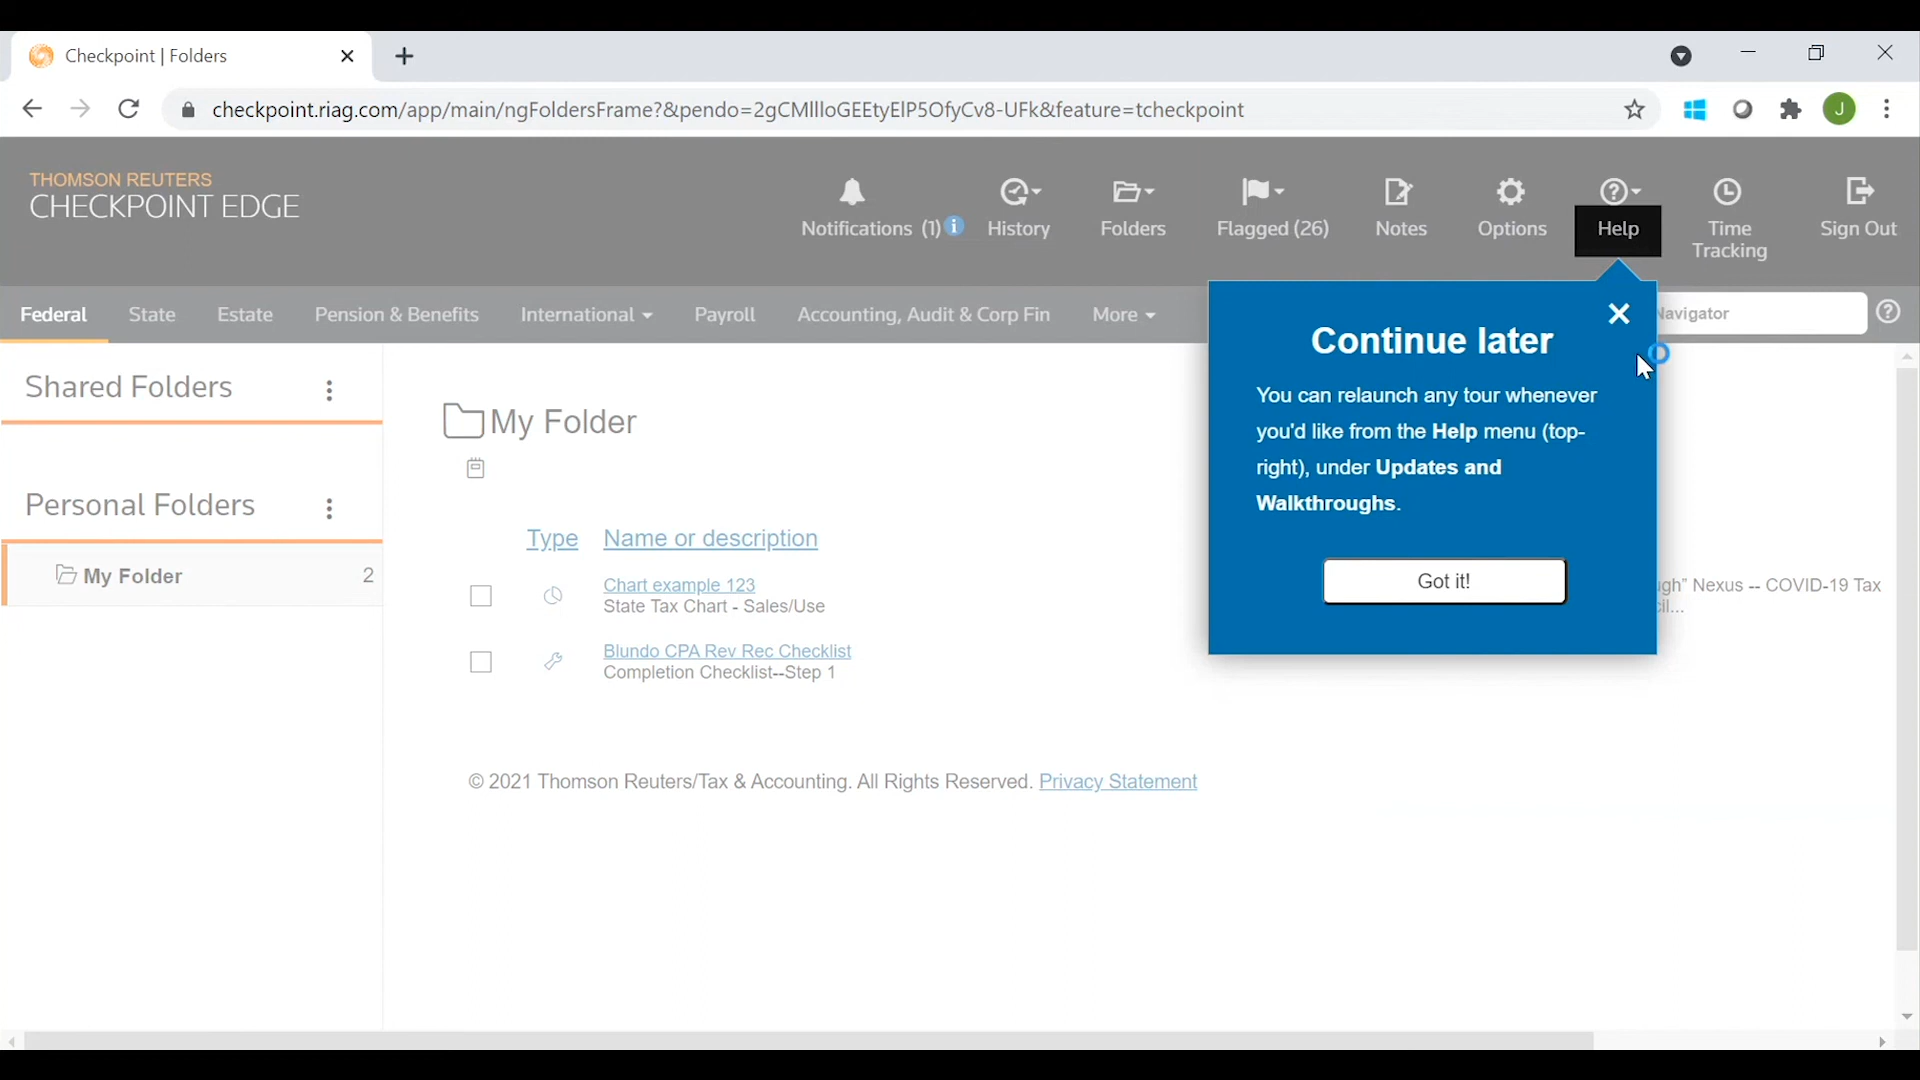 Checkpoint | Folders
checkpoint.riag.com/app/main/ngFoldersFrame?&pendo=2gCMIlloGEEtyElP5OfyCv8-UFk&feature=tcheckpoint
J
THOMSON REUTERS
CHECKPOINT EDGE
Notifications (1)
History
Folders
Flagged (26)
Notes
Options
Help
Time
Tracking
Sign Out
Federal
State
Estate
Pension & Benefits
International
Payroll
Accounting, Audit & Corp Fin
More
Navigator
Continue later
You can relaunch any tour whenever
you'd like from the Help menu (top-
right), under Updates and
Walkthroughs.
Got it!
Shared Folders
Personal Folders
My Folder 2
My Folder
Type Name or description
Chart example 123
State Tax Chart - Sales/Use
Nexus -- COVID-19 Tax
Blundo CPA Rev Rec Checklist
Completion Checklist--Step 1
© 2021 Thomson Reuters/Tax & Accounting. All Rights Reserved. Privacy Statement